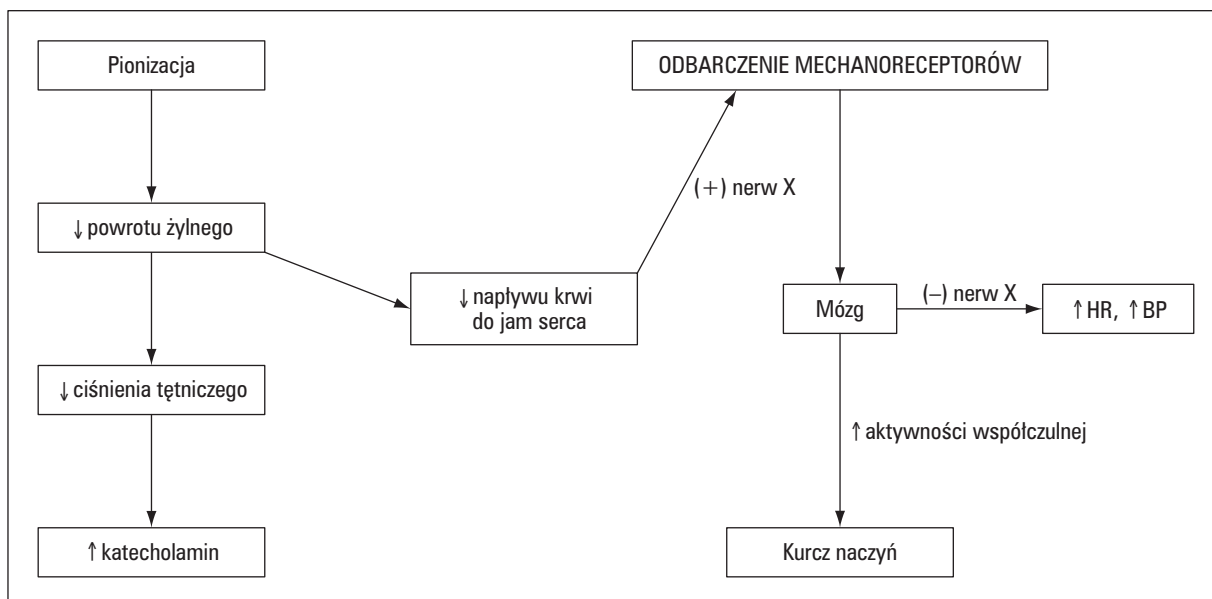 Pionizacja
ODBARCZENIE MECHANORECEPTORÓW
(+) nerw X
↓ powrotu żylnego
↓ napływu krwi
do jam serca
Mózg
(–) nerw X
↑ HR, ↑ BP
↓ ciśnienia tętniczego
↑ aktywności współczulnej
↑ katecholamin
Kurcz naczyń